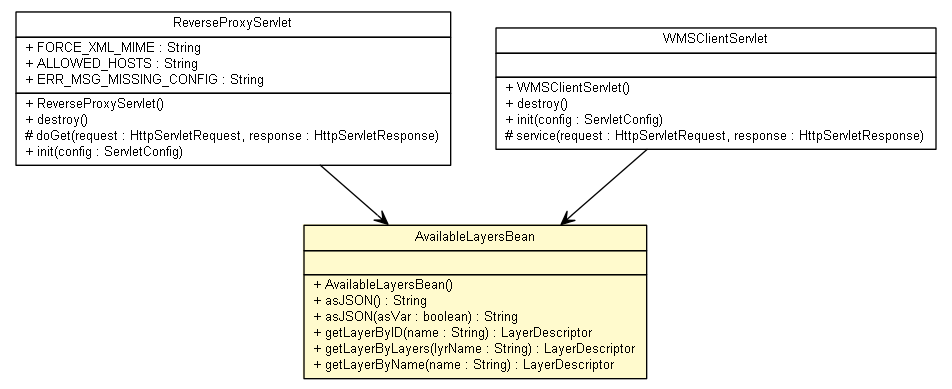 ReverseProxyServlet
+ FORCE_XML_MIME : String
+ ALLOWED_HOSTS : String
+ ERR_MSG_MISSING_CONFIG : String
+ ReverseProxyServlet()
+ destroy()
# doGet(request : HttpServletRequest, response : HttpServletResponse)
+ init(config : ServletConfig)
WMSClientServlet
+ WMSClientServlet()
+ destroy()
+ init(config : ServletConfig)
# service(request : HttpServletRequest, response : HttpServletResponse)
AvailableLayersBean
+ AvailableLayersBean()
+ asJSON() : String
+ asJSON(asVar : boolean) : String
+ getLayerByID(name : String) : LayerDescriptor
+ getLayerByLayers(lyrName : String) : LayerDescriptor
+ getLayerByName(name : String) : LayerDescriptor